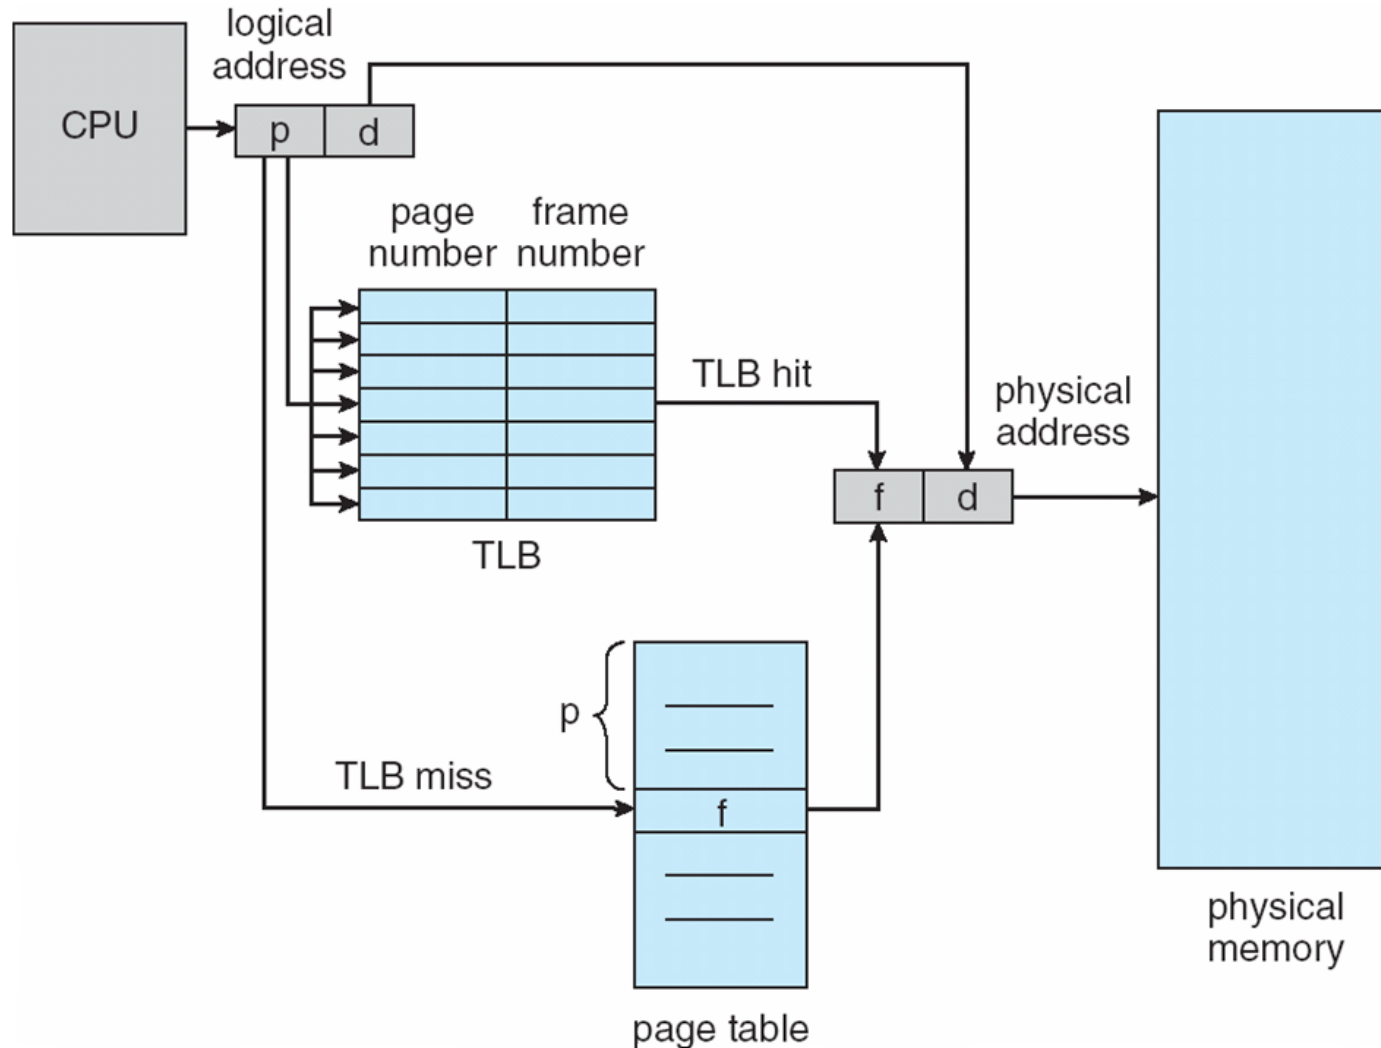 logical
address
CPU
p
d
page
number
frame
number
TLB hit
physical
address
f
d
TLB
p
TLB miss
f
physical
memory
page table